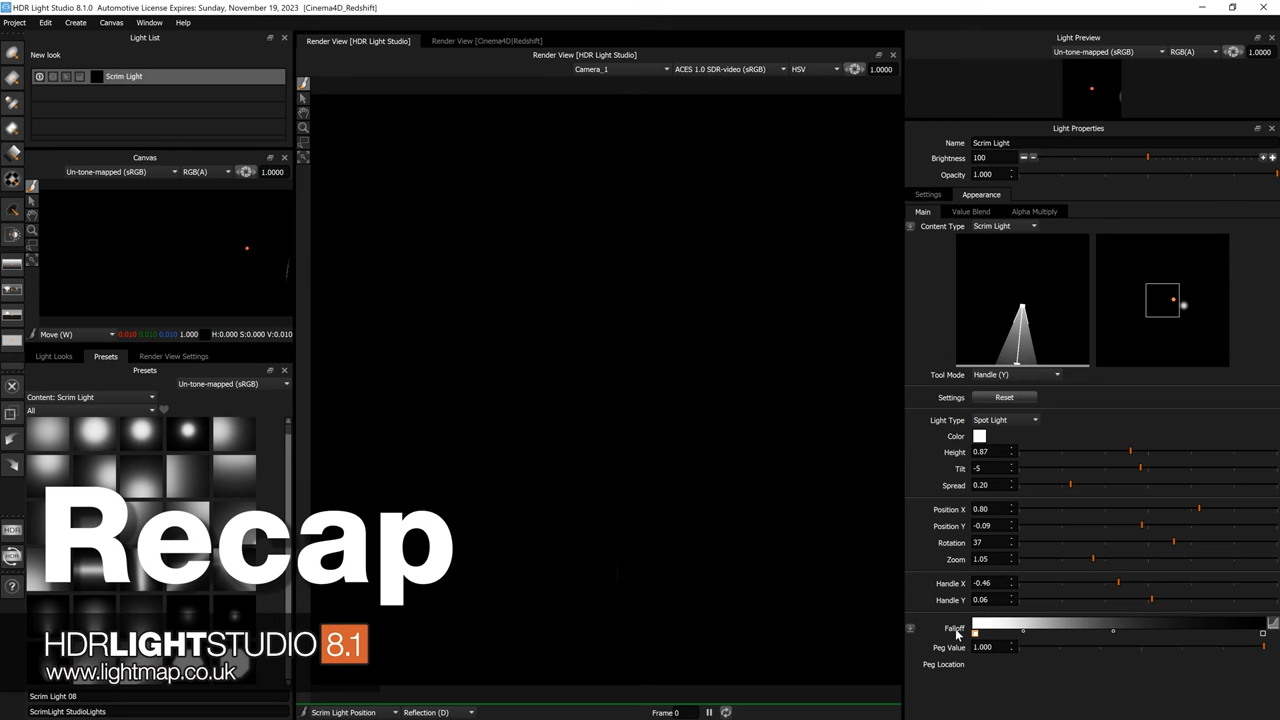 HDR Light Studio 8.1.0  Automotive License Expires: Sunday, November 19, 2023  [Cinema4D_Redshift]
Project Edit Create Canvas Window Help
Light List
New look
Scrim Light
Canvas
Un-tone-mapped (sRGB) RGB(A) 1.0000
Move (W) 0.010 0.010 0.010 1.000 H:0.000 S:0.000 V:0.010
Light Looks Presets Render View Settings
Presets
Un-tone-mapped (sRGB)
Content: Scrim Light
All
Scrim Light 08
ScrimLight StudioLights
Render View [HDR Light Studio] Render View [Cinema4D|Redshift]
Render View [HDR Light Studio]
Camera_1 ACES 1.0 SDR-video (sRGB) HSV 1.0000
Scrim Light Position Reflection (D) Frame 0
Light Preview
Un-tone-mapped (sRGB) RGB(A) 1.0000
Light Properties
Name Scrim Light
Brightness 100
Opacity 1.000
Settings Appearance
Main Value Blend Alpha Multiply
Content Type Scrim Light
Tool Mode Handle (Y)
Settings Reset
Light Type Spot Light
Color
Height 0.87
Tilt -5
Spread 0.20
Position X 0.80
Position Y -0.09
Rotation 37
Zoom 1.05
Handle X -0.46
Handle Y 0.06
Falloff
Peg Value 1.000
Peg Location
HDR
HDR
?
Recap
HDRLIGHTSTUDIO 8.1
www.lightmap.co.uk